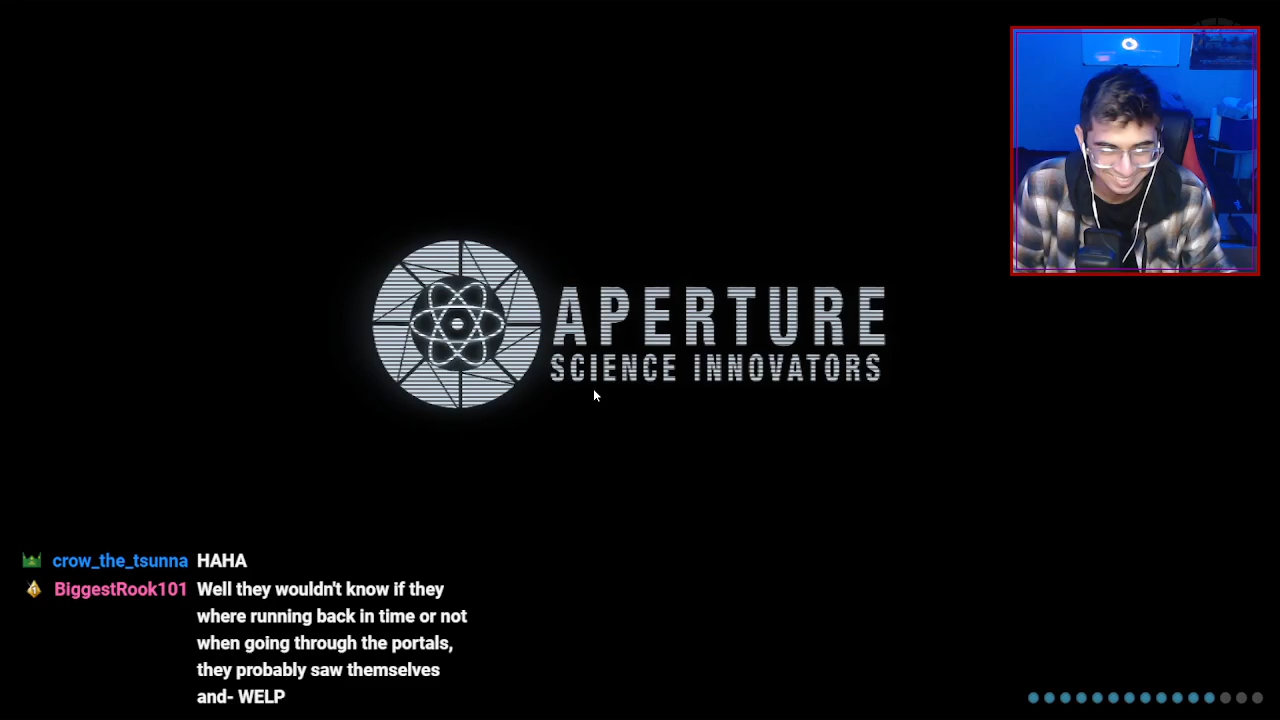 APERTURE
SCIENCE INNOVATORS
crow_the_tsunna HAHA
BiggestRook101 Well they wouldn't know if they
where running back in time or not
when going through the portals,
they probably saw themselves
and- WELP